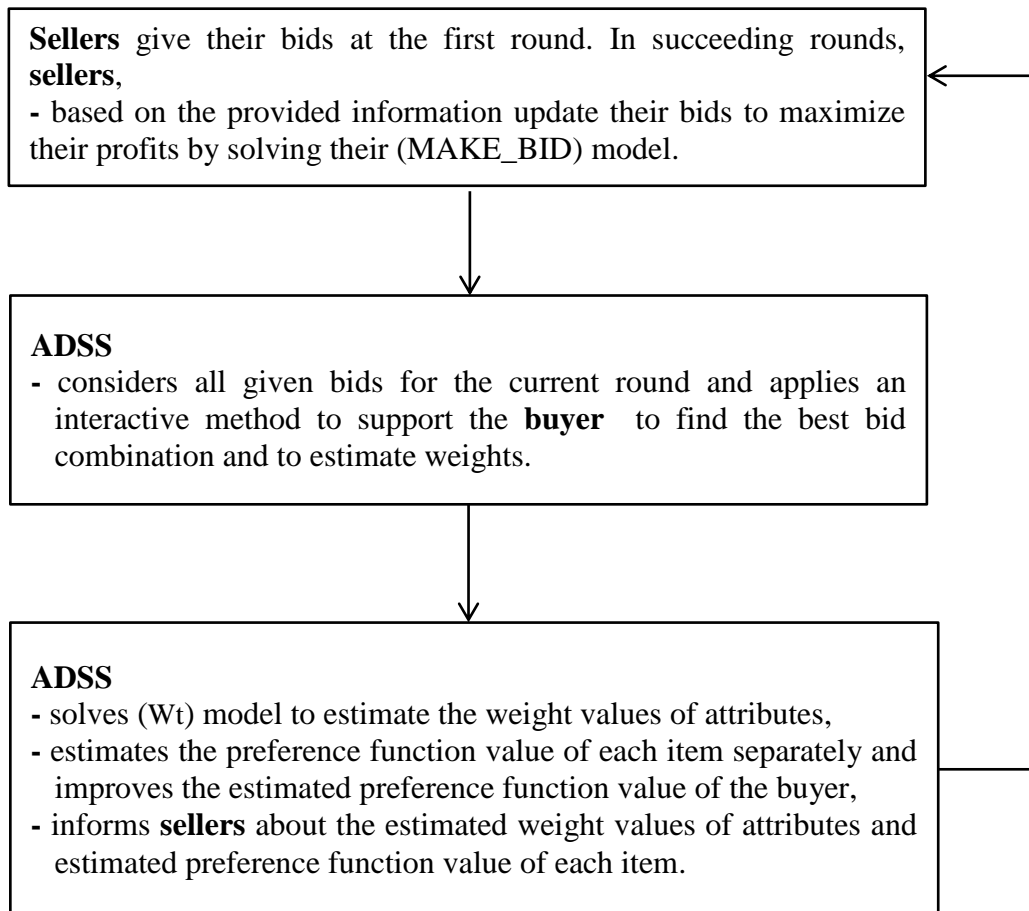 Sellers give their bids at the first round. In succeeding rounds,
sellers,
- based on the provided information update their bids to maximize
their profits by solving their (MAKE_BID) model.
ADSS
- considers all given bids for the current round and applies an
interactive method to support the buyer to find the best bid
combination and to estimate weights.
ADSS
- solves (Wt) model to estimate the weight values of attributes,
- estimates the preference function value of each item separately and
improves the estimated preference function value of the buyer,
- informs sellers about the estimated weight values of attributes and
estimated preference function value of each item.